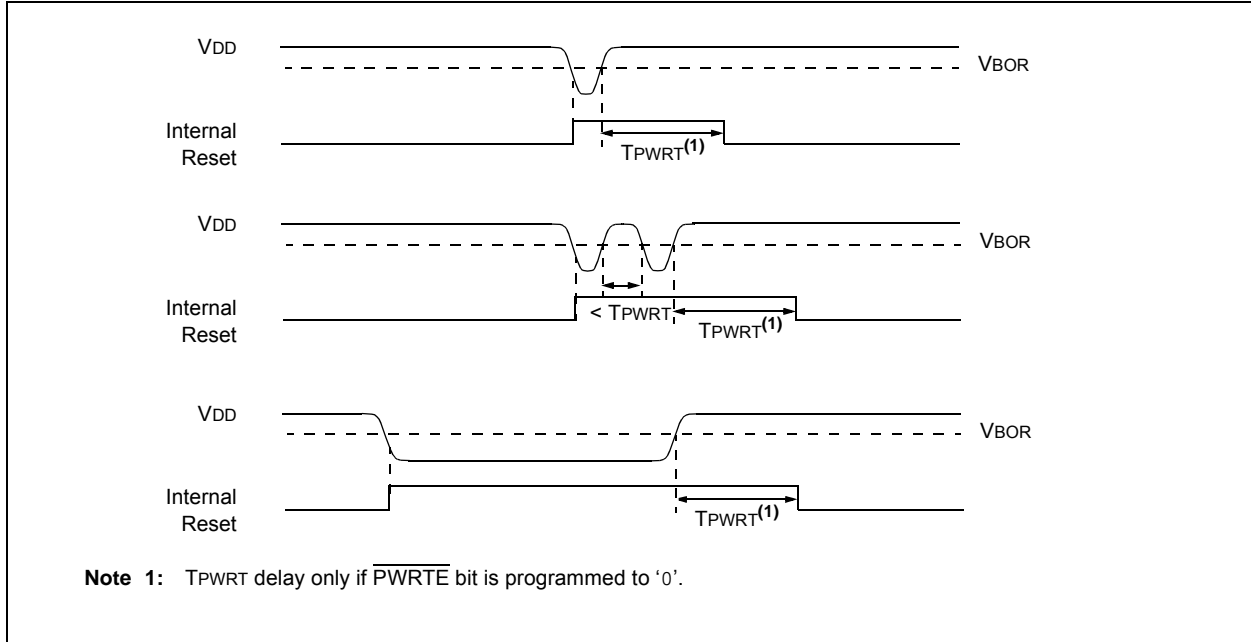 VDD
VBOR
Internal
Reset
TPWRT(1)
VDD
VBOR
Internal
Reset
< TPWRT
TPWRT(1)
VDD
VBOR
Internal
Reset
TPWRT(1)
Note 1: TPWRT delay only if PWRTE bit is programmed to ‘0’.